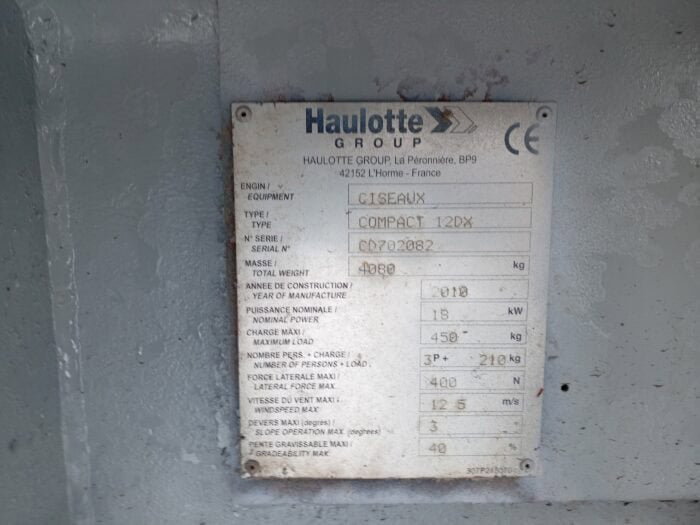 Haulotte
GROUP
CE
HAULOTTE GROUP, La Péronnière, BP9
42152 L'Horme - France
ENGIN /
EQUIPMENT
CISEAUX
TYPE /
TYPE
COMPACT 12DX
N° SERIE /
SERIAL N°
CD702082
MASSE /
TOTAL WEIGHT
4080 kg
ANNEE DE CONSTRUCTION /
YEAR OF MANUFACTURE
2010
PUISSANCE NOMINALE /
NOMINAL POWER
18 kW
CHARGE MAXI /
MAXIMUM LOAD
450 kg
NOMBRE PERS. + CHARGE /
NUMBER OF PERSONS + LOAD
3P+ 210kg
FORCE LATERALE MAXI /
LATERAL FORCE MAX.
400 N
VITESSE DU VENT MAXI /
WINDSPEED MAX
12 5 m/s
DEVERS MAXI (degrés) /
SLOPE OPERATION MAX. (degrees)
3 °
PENTE GRAVISSABLE MAXI /
GRADEABILITY MAX.
40 %